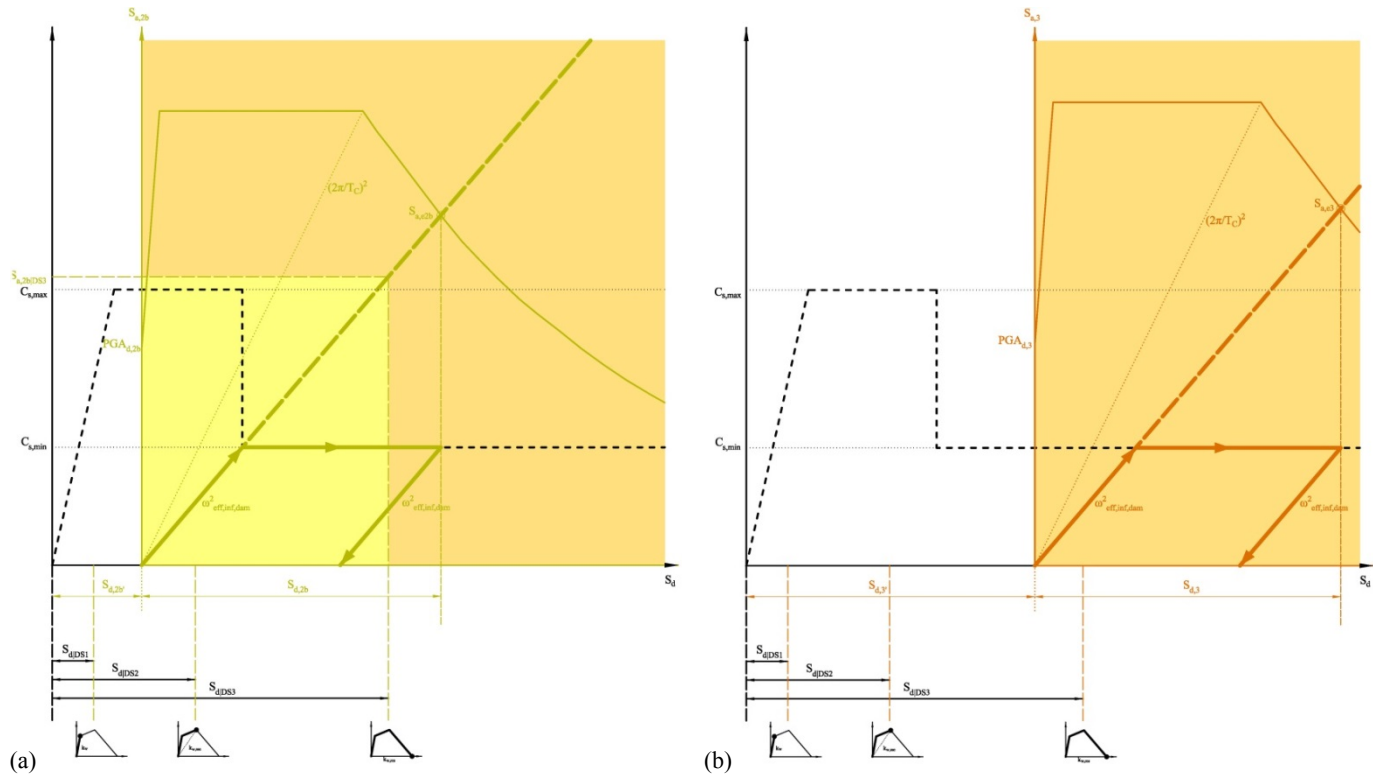 S_a,2b
(2π/T_C)²
S_a,e2b
S_a,2b|DS3
C_s,max
PGA_d,2b
C_s,min
ω²_eff,inf,dam
ω²_eff,inf,dam
S_d
S_d,2b'
S_d,2b
S_d|DS1
S_d|DS2
S_d|DS3
(a)
S_a,3
(2π/T_C)²
S_a,e3
C_s,max
PGA_d,3
C_s,min
ω²_eff,inf,dam
ω²_eff,inf,dam
S_d
S_d,3'
S_d,3
S_d|DS1
S_d|DS2
S_d|DS3
(b)